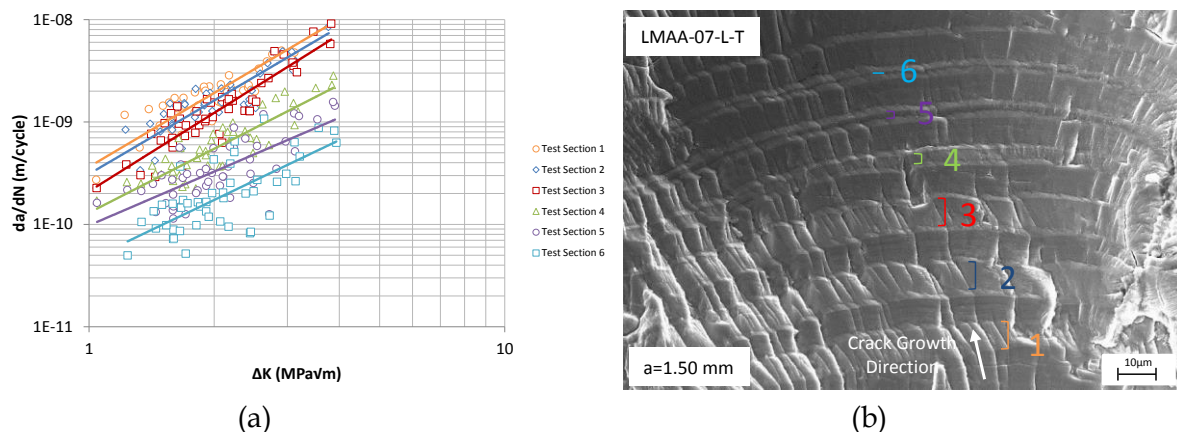 1E-08
1E-09
1E-10
1E-11
da/dN (m/cycle)
1
10
ΔK (MPa√m)
Test Section 1
Test Section 2
Test Section 3
Test Section 4
Test Section 5
Test Section 6
(a)
LMAA-07-L-T
6
5
4
3
2
1
Crack Growth
Direction
a=1.50 mm
10μm
(b)